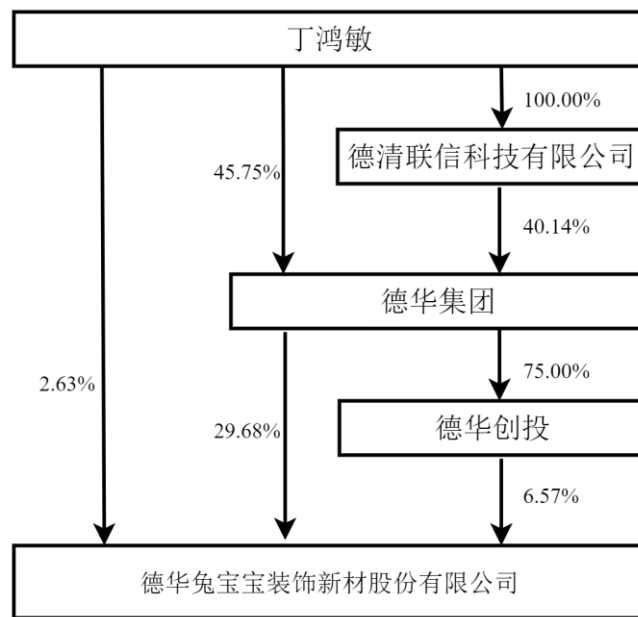 丁鸿敏
100.00%
德清联信科技有限公司
45.75%
40.14%
德华集团
2.63%
75.00%
29.68%
德华创投
6.57%
德华兔宝宝装饰新材股份有限公司